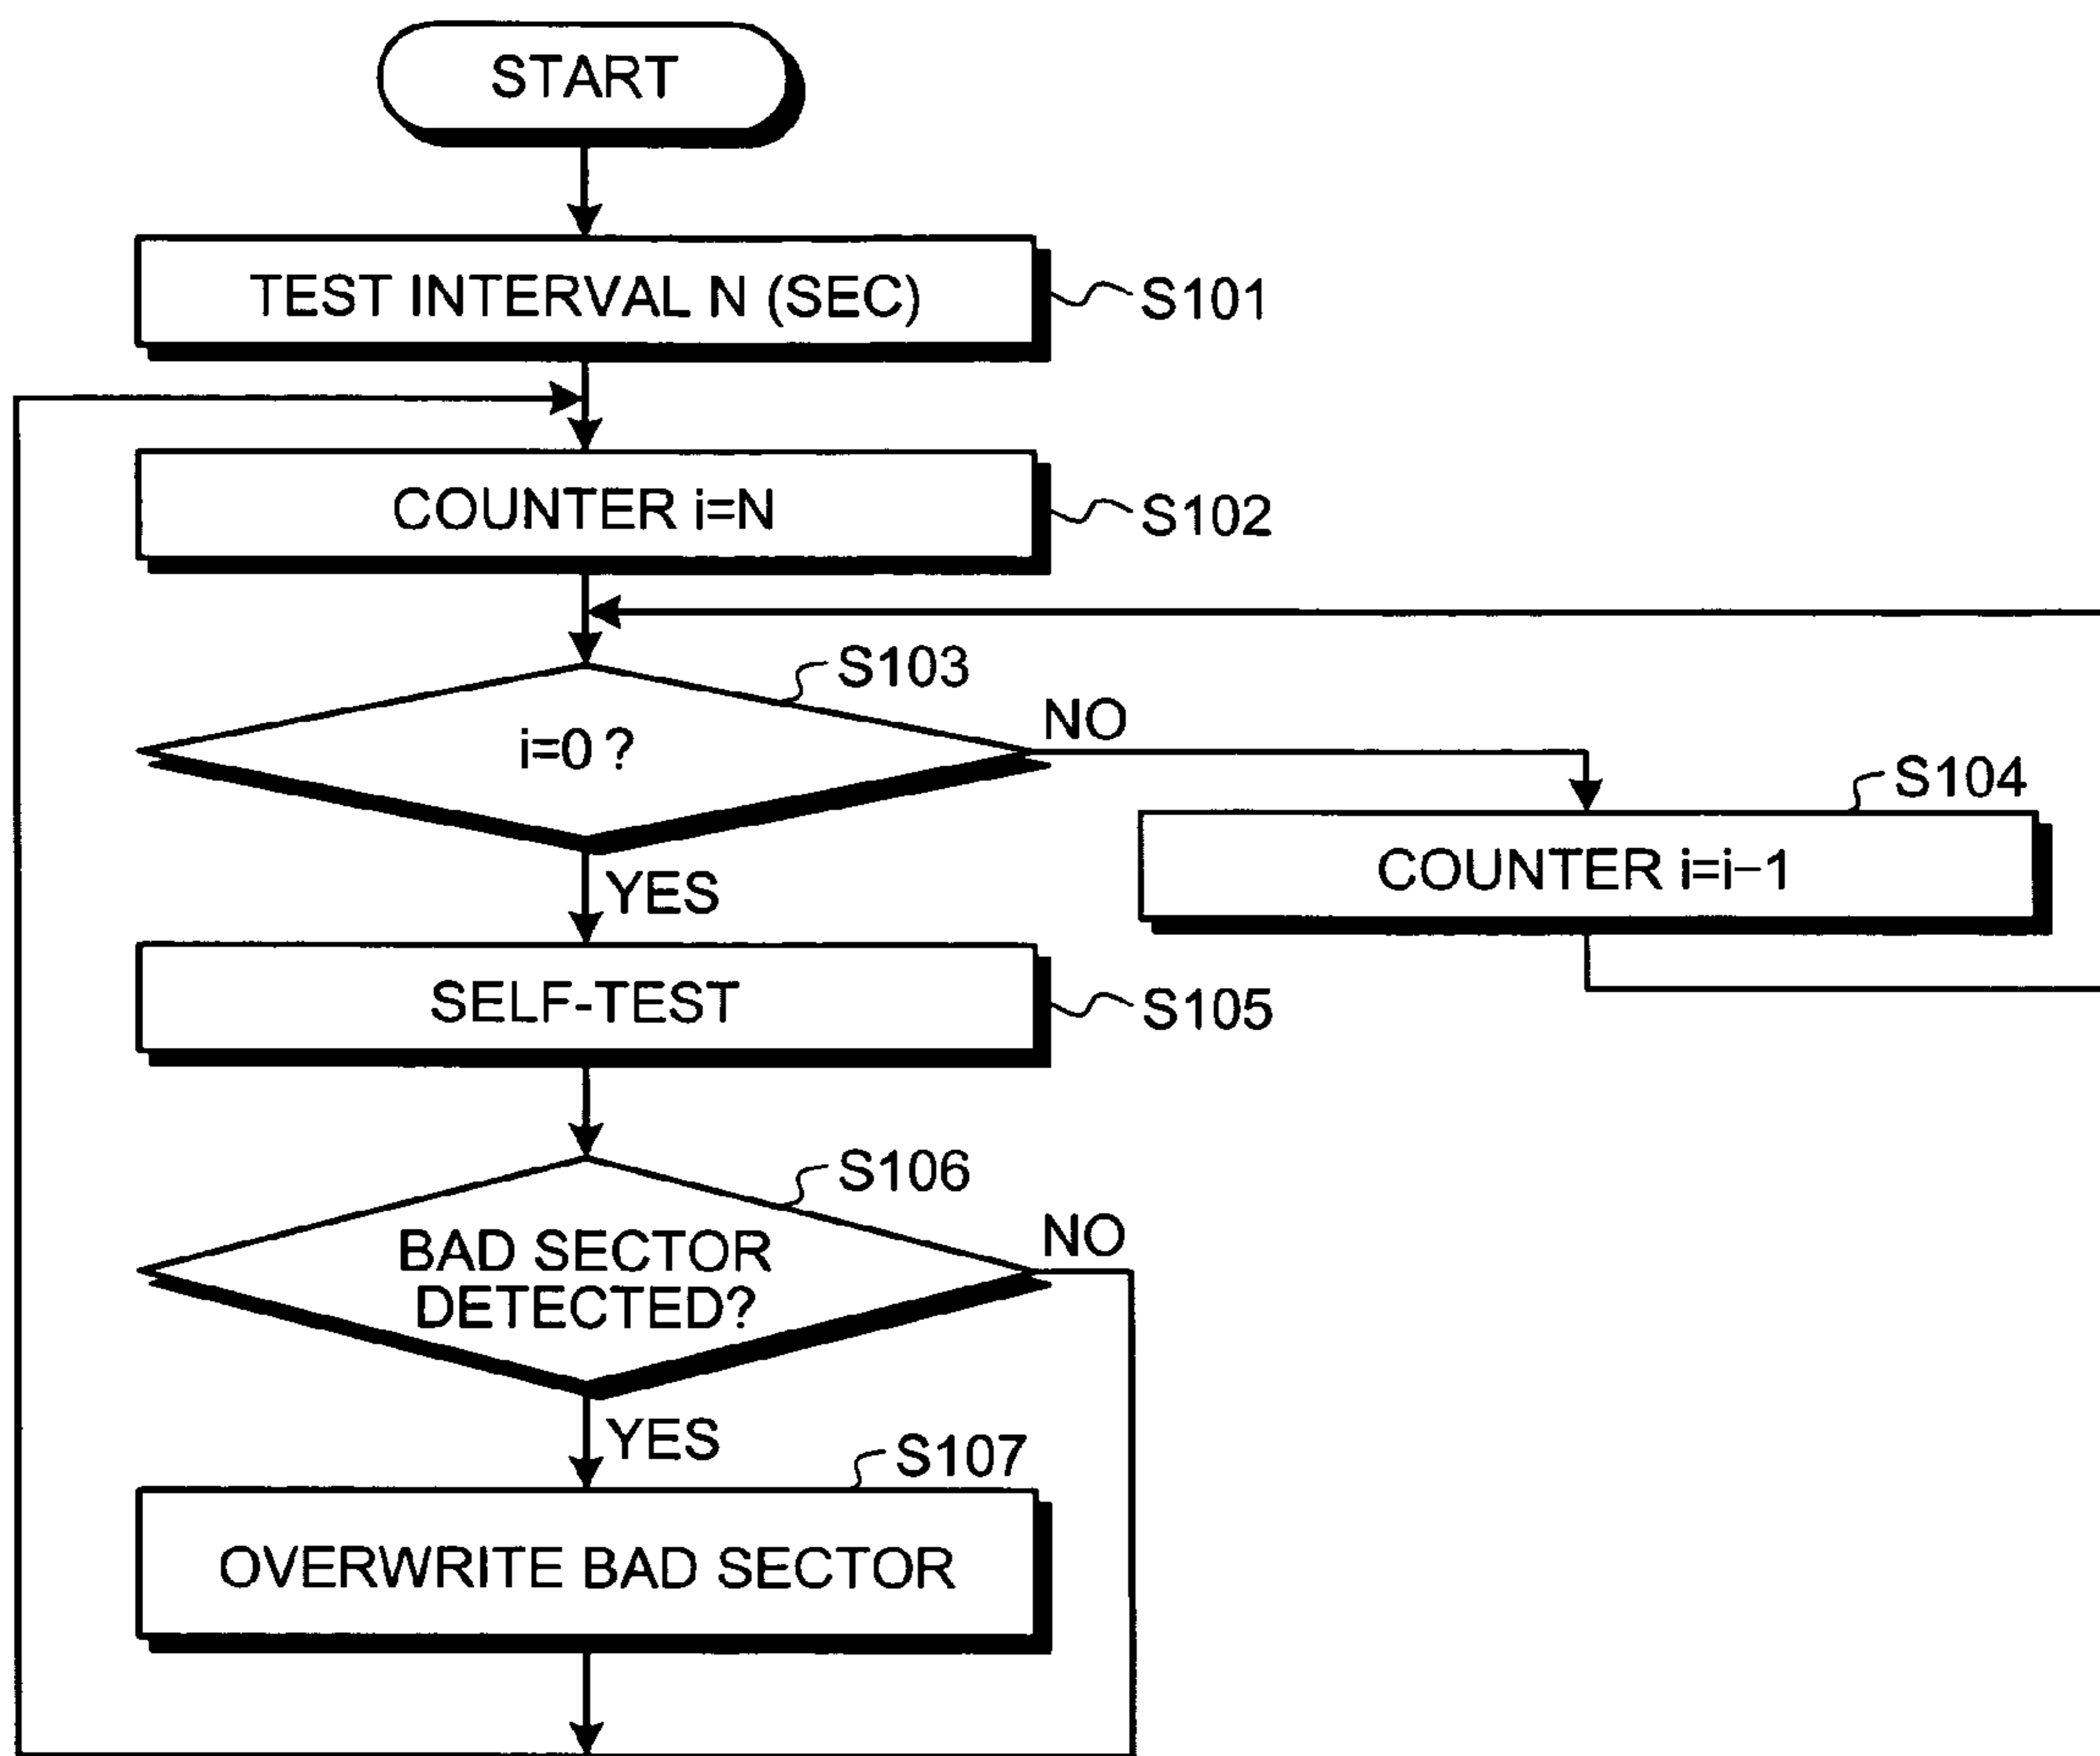 START
TEST INTERVAL N (SEC)
S101
COUNTER i=N
S102
S103
i=0 ?
NO
S104
COUNTER i=i−1
YES
SELF-TEST
S105
S106
BAD SECTOR
DETECTED?
NO
YES
S107
OVERWRITE BAD SECTOR